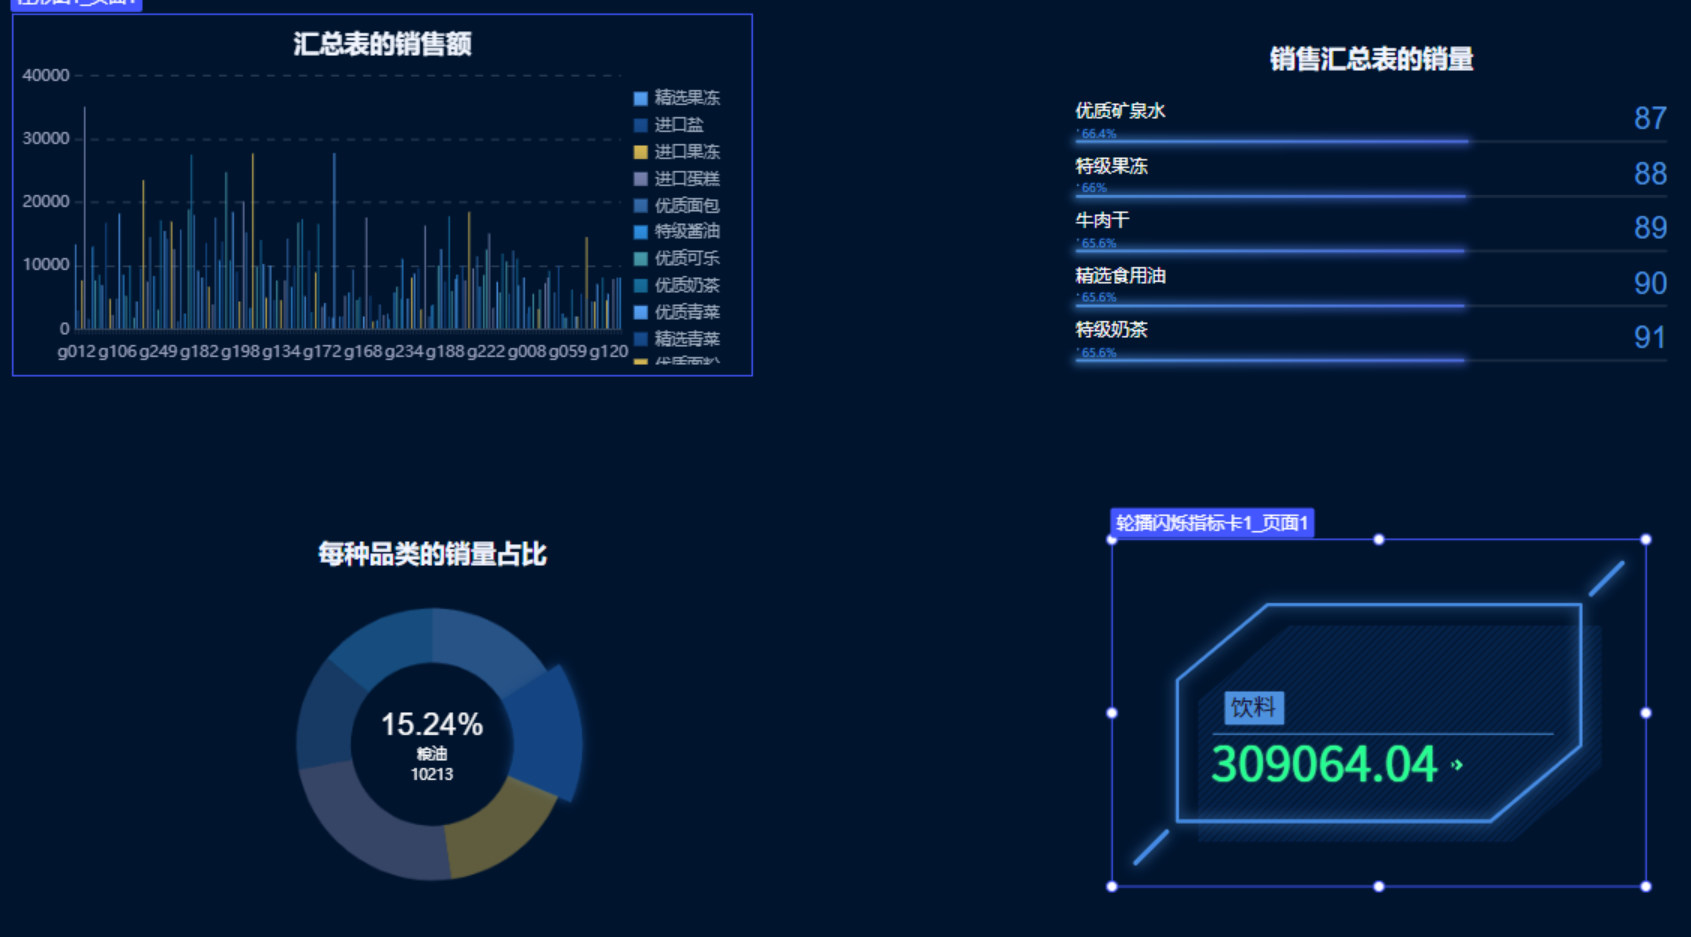 汇总表的销售额
40000
30000
20000
10000
0
g012 g106 g249 g182 g198 g134 g172 g168 g234 g188 g222 g008 g059 g120
精选果冻
进口盐
进口果冻
进口蛋糕
优质面包
特级酱油
优质可乐
优质奶茶
优质青菜
精选青菜
优质面粉
销售汇总表的销量
优质矿泉水 87
66.4%
特级果冻 88
66%
牛肉干 89
65.6%
精选食用油 90
65.6%
特级奶茶 91
65.6%
每种品类的销量占比
15.24%
粮油
10213
轮播闪烁指标卡1_页面1
饮料
309064.04